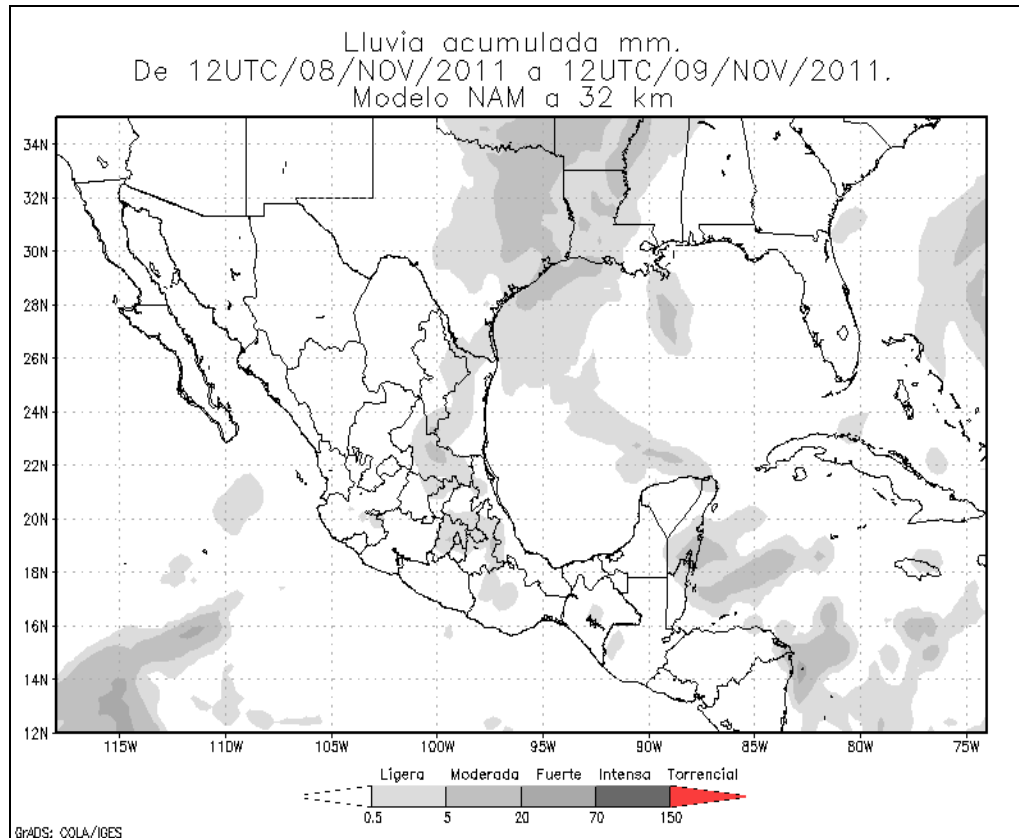 Lluvia acumulada mm.
De 12UTC/08/NOV/2011 a 12UTC/09/NOV/2011.
Modelo NAM a 32 km
34N
32N
30N
28N
26N
24N
22N
20N
18N
16N
14N
12N
115W 110W 105W 100W 95W 90W 85W 80W 75W
Ligera Moderada Fuerte Intensa Torrencial
0.5 5 20 70 150
GrADS: COLA/IGES